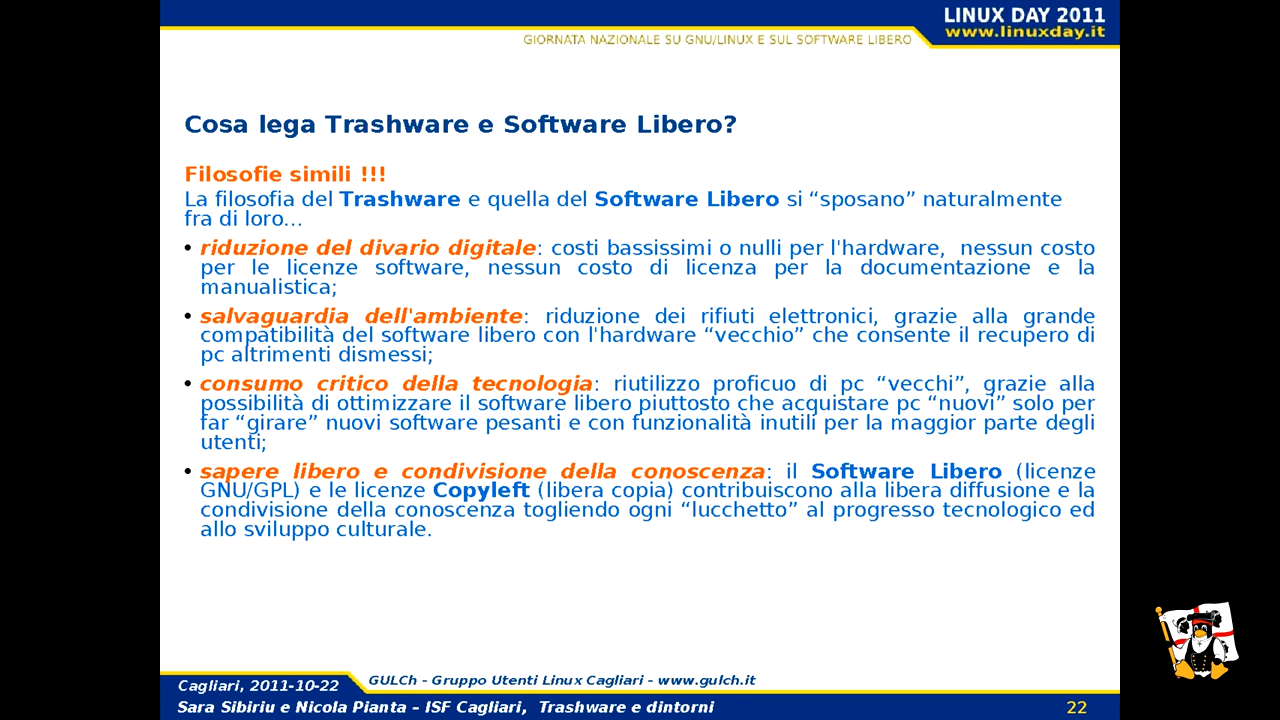 LINUX DAY 2011
www.linuxday.it
GIORNATA NAZIONALE SU GNU/LINUX E SUL SOFTWARE LIBERO
Cosa lega Trashware e Software Libero?
Filosofie simili !!!
La filosofia del Trashware e quella del Software Libero si “sposano” naturalmente
fra di loro...
• riduzione del divario digitale: costi bassissimi o nulli per l'hardware, nessun costo
per le licenze software, nessun costo di licenza per la documentazione e la
manualistica;
• salvaguardia dell'ambiente: riduzione dei rifiuti elettronici, grazie alla grande
compatibilità del software libero con l'hardware “vecchio” che consente il recupero di
pc altrimenti dismessi;
• consumo critico della tecnologia: riutilizzo proficuo di pc “vecchi”, grazie alla
possibilità di ottimizzare il software libero piuttosto che acquistare pc “nuovi” solo per
far “girare” nuovi software pesanti e con funzionalità inutili per la maggior parte degli
utenti;
• sapere libero e condivisione della conoscenza: il Software Libero (licenze
GNU/GPL) e le licenze Copyleft (libera copia) contribuiscono alla libera diffusione e la
condivisione della conoscenza togliendo ogni “lucchetto” al progresso tecnologico ed
allo sviluppo culturale.
Cagliari, 2011-10-22
GULCh - Gruppo Utenti Linux Cagliari - www.gulch.it
Sara Sibiriu e Nicola Pianta – ISF Cagliari, Trashware e dintorni
22